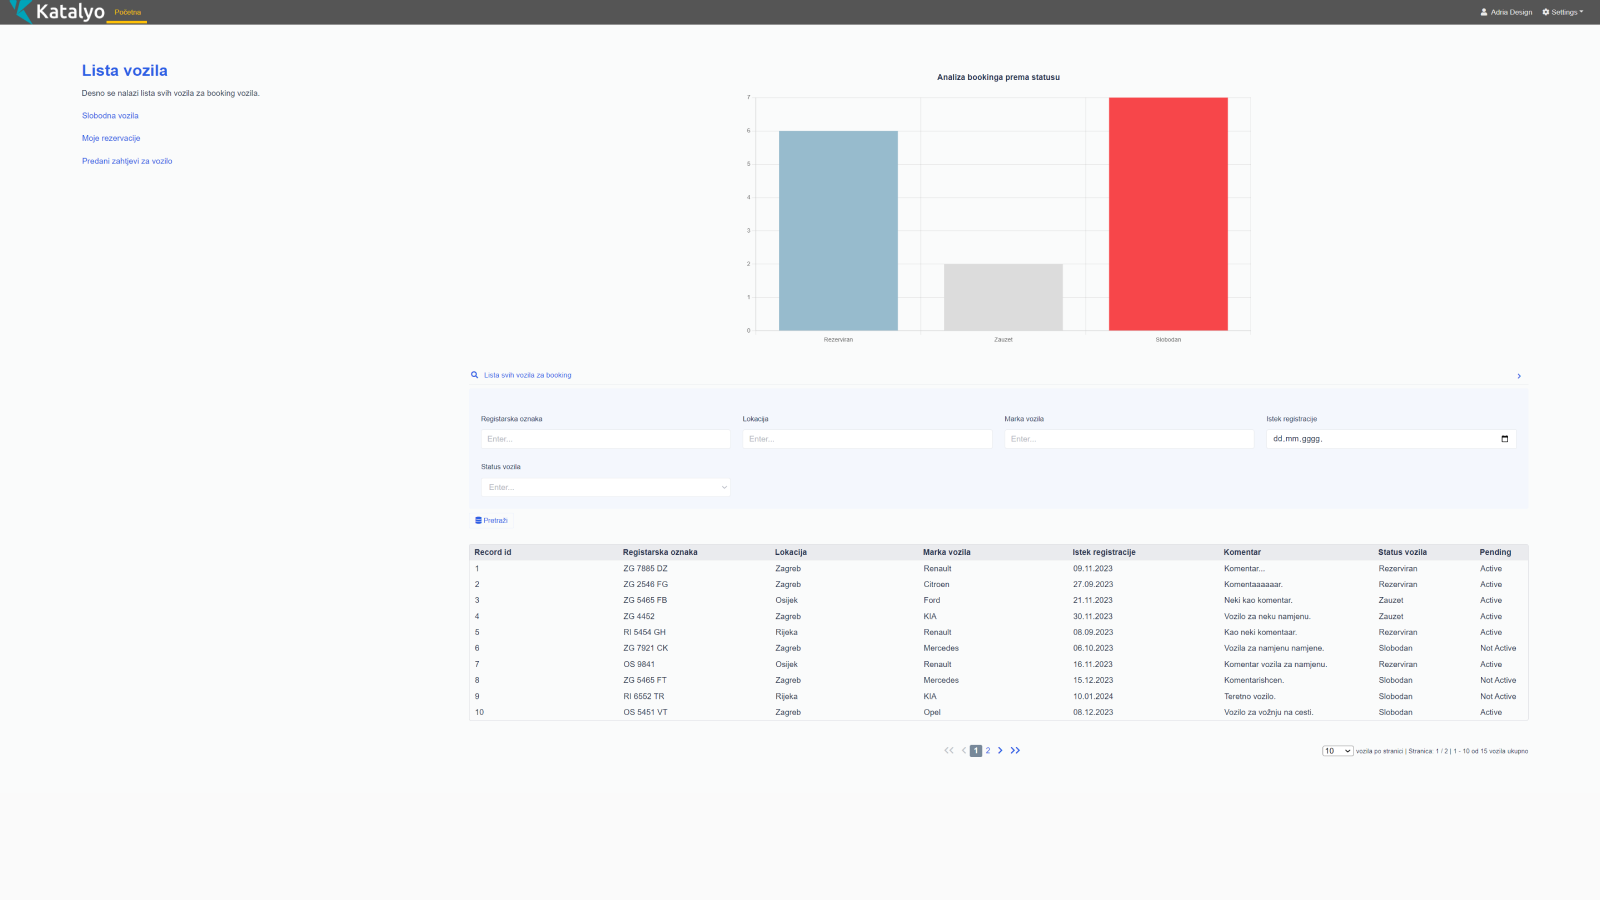 Katalyo Početna Adria Design Settings
Lista vozila
Desno se nalazi lista svih vozila za booking vozila.
Slobodna vozila
Moje rezervacije
Predani zahtjevi za vozilo
Analiza bookinga prema statusu
7
6
5
4
3
2
1
0
Rezerviran Zauzet Slobodan
Lista svih vozila za booking
Registarska oznaka Lokacija Marka vozila Istek registracije
Enter... Enter... Enter... dd.mm.gggg.
Status vozila
Enter...
Pretraži
Record id Registarska oznaka Lokacija Marka vozila Istek registracije Komentar Status vozila Pending
1 ZG 7885 DZ Zagreb Renault 09.11.2023 Komentar... Rezerviran Active
2 ZG 2546 FG Zagreb Citroen 27.09.2023 Komentaaaaaar. Rezerviran Active
3 ZG 5465 FB Osijek Ford 21.11.2023 Neki kao komentar. Zauzet Active
4 ZG 4452 Zagreb KIA 30.11.2023 Vozilo za neku namjenu. Zauzet Active
5 RI 5454 GH Rijeka Renault 08.09.2023 Kao neki komentaar. Rezerviran Active
6 ZG 7921 CK Zagreb Mercedes 06.10.2023 Vozila za namjenu namjene. Slobodan Not Active
7 OS 9841 Osijek Renault 16.11.2023 Komentar vozila za namjenu. Rezerviran Active
8 ZG 5465 FT Zagreb Mercedes 15.12.2023 Komentarishcen. Slobodan Not Active
9 RI 6552 TR Rijeka KIA 10.01.2024 Teretno vozilo. Slobodan Not Active
10 OS 5451 VT Zagreb Opel 08.12.2023 Vozilo za vožnju na cesti. Slobodan Active
1 2 10 vozila po stranici | Stranica: 1 / 2 | 1 - 10 od 15 vozila ukupno